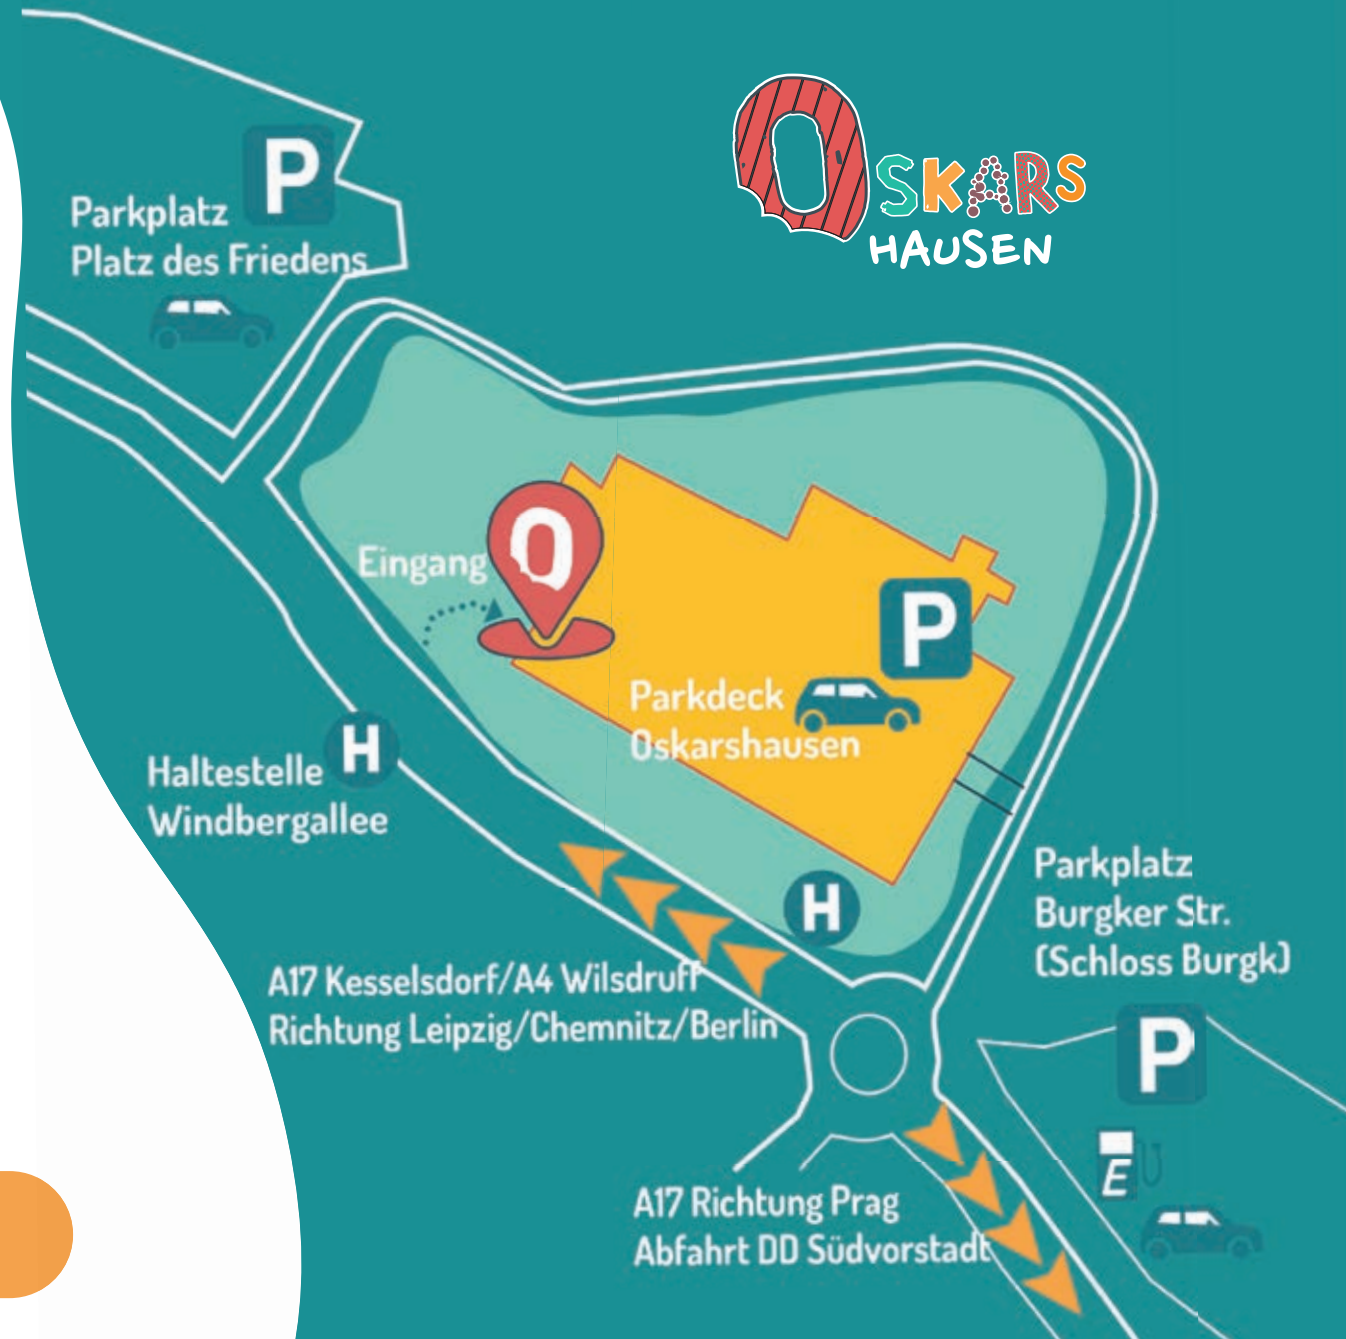 OSKARS
HAUSEN
P
Parkplatz
Platz des Friedens
Eingang
O
P
Parkdeck
Oskarshausen
H
Haltestelle
Windbergallee
H
Parkplatz
Burgker Str.
(Schloss Burgk)
A17 Kesselsdorf/A4 Wilsdruff
Richtung Leipzig/Chemnitz/Berlin
P
E
A17 Richtung Prag
Abfahrt DD Südvorstadt